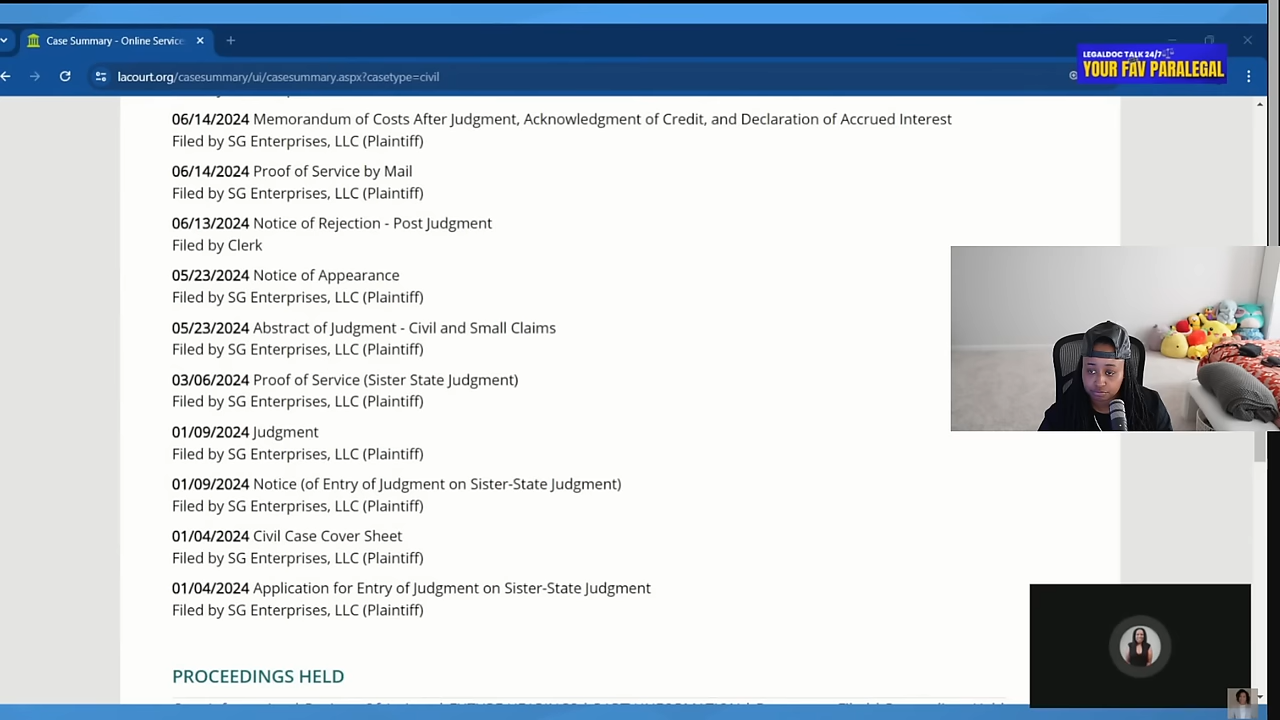 Case Summary - Online Service
lacourt.org/casesummary/ui/casesummary.aspx?casetype=civil
LEGALDOC TALK 24/7
YOUR FAV PARALEGAL
06/14/2024 Memorandum of Costs After Judgment, Acknowledgment of Credit, and Declaration of Accrued Interest
Filed by SG Enterprises, LLC (Plaintiff)
06/14/2024 Proof of Service by Mail
Filed by SG Enterprises, LLC (Plaintiff)
06/13/2024 Notice of Rejection - Post Judgment
Filed by Clerk
05/23/2024 Notice of Appearance
Filed by SG Enterprises, LLC (Plaintiff)
05/23/2024 Abstract of Judgment - Civil and Small Claims
Filed by SG Enterprises, LLC (Plaintiff)
03/06/2024 Proof of Service (Sister State Judgment)
Filed by SG Enterprises, LLC (Plaintiff)
01/09/2024 Judgment
Filed by SG Enterprises, LLC (Plaintiff)
01/09/2024 Notice (of Entry of Judgment on Sister-State Judgment)
Filed by SG Enterprises, LLC (Plaintiff)
01/04/2024 Civil Case Cover Sheet
Filed by SG Enterprises, LLC (Plaintiff)
01/04/2024 Application for Entry of Judgment on Sister-State Judgment
Filed by SG Enterprises, LLC (Plaintiff)
PROCEEDINGS HELD